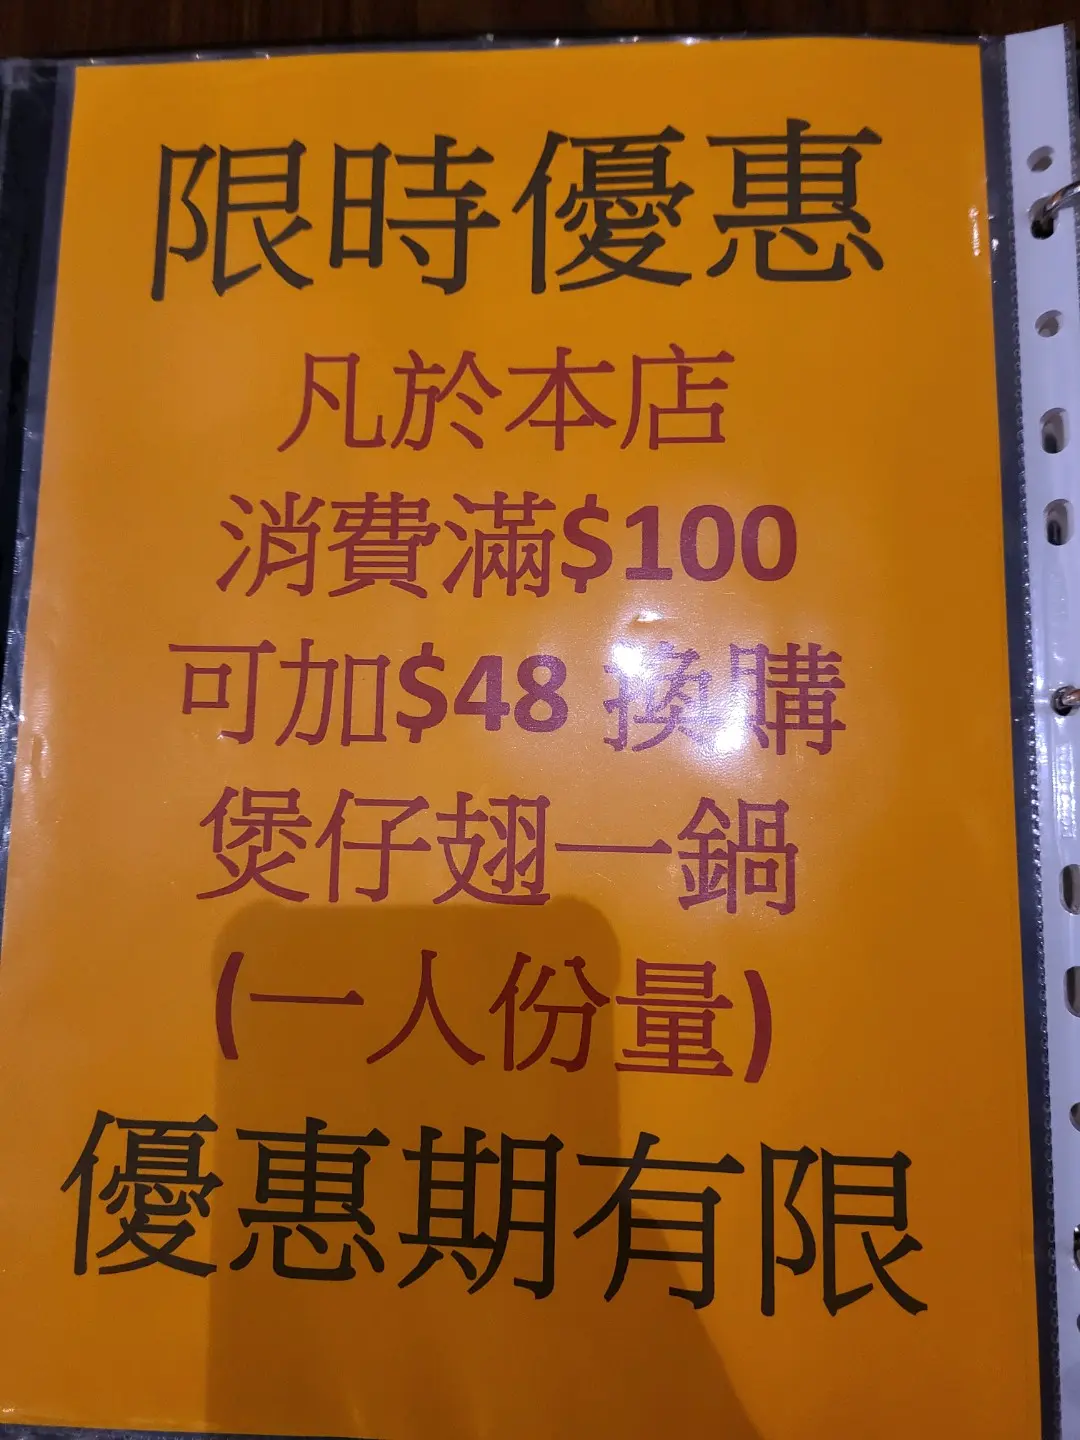 限時優惠
凡於本店
消費滿$100
可加$48 換購
煲仔翅一鍋
(一人份量)
優惠期有限